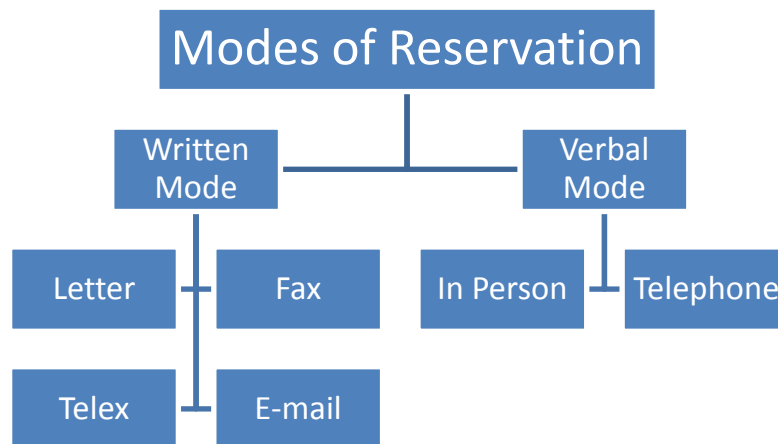 Modes of Reservation
Written
Mode
Verbal
Mode
Letter
Fax
In Person
Telephone
Telex
E-mail